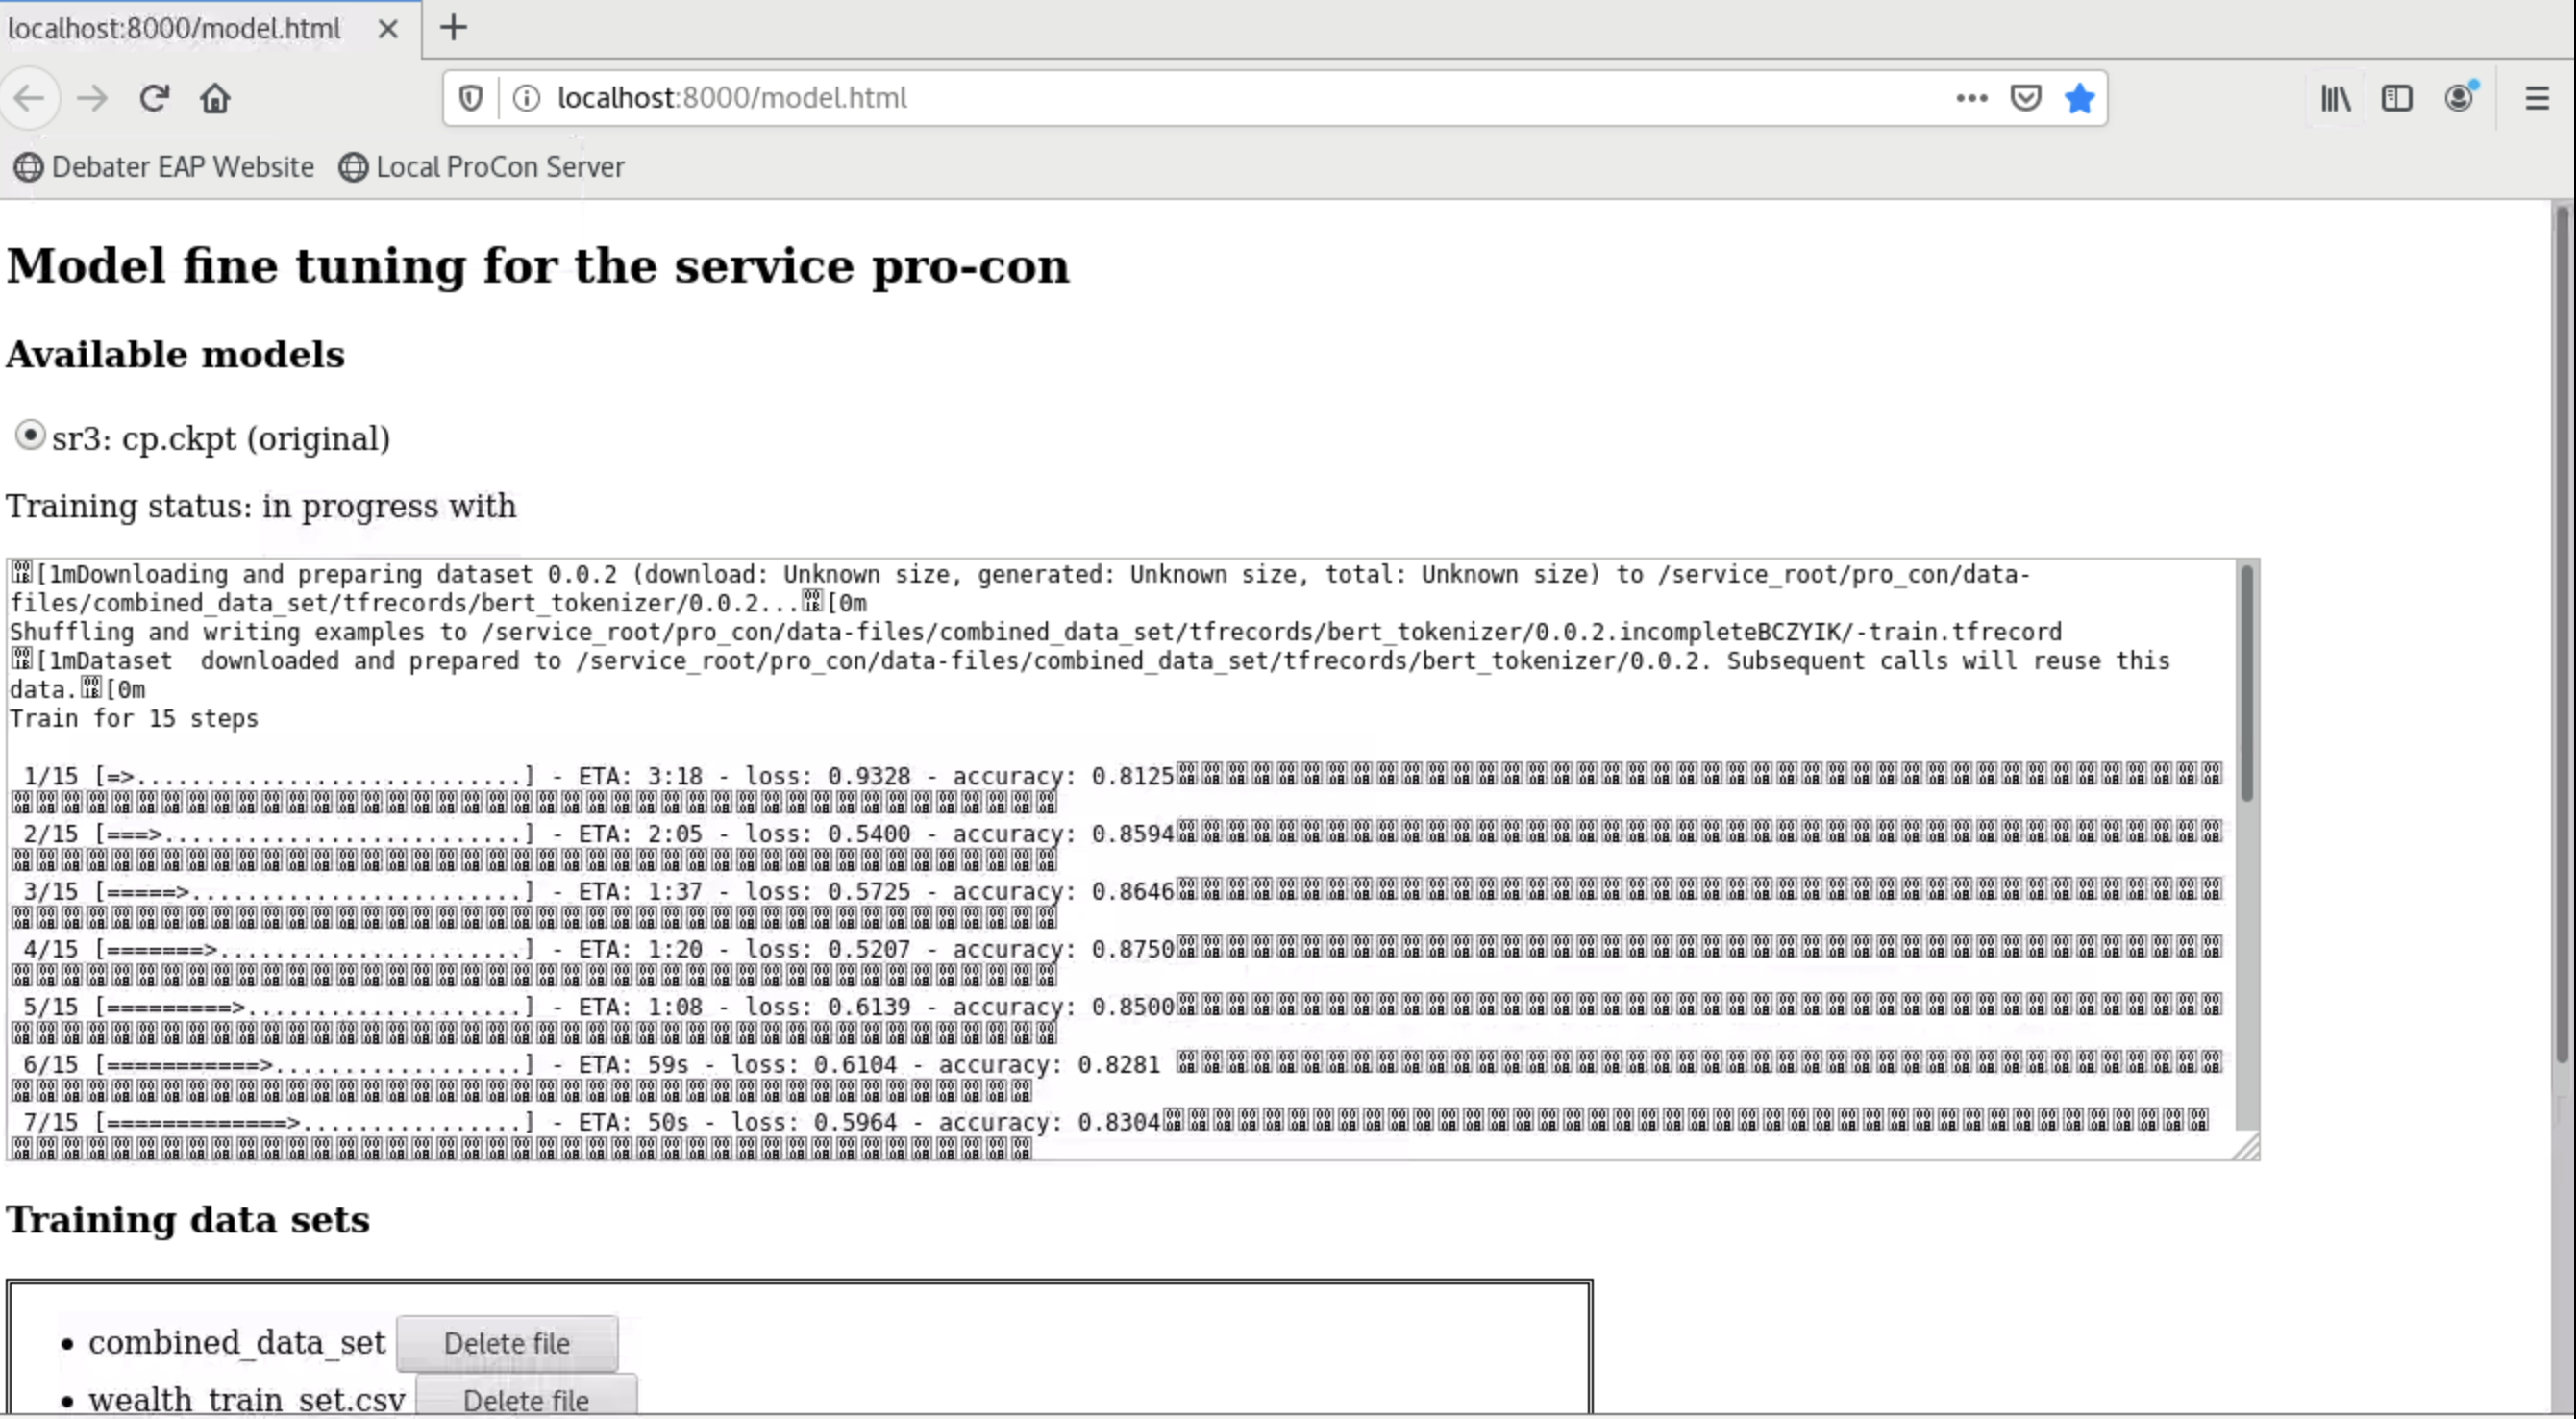 localhost:8000/model.html
localhost:8000/model.html
Debater EAP Website Local ProCon Server
Model fine tuning for the service pro-con
Available models
sr3: cp.ckpt (original)
Training status: in progress with
[1mDownloading and preparing dataset 0.0.2 (download: Unknown size, generated: Unknown size, total: Unknown size) to /service_root/pro_con/data-
files/combined_data_set/tfrecords/bert_tokenizer/0.0.2...[0m
Shuffling and writing examples to /service_root/pro_con/data-files/combined_data_set/tfrecords/bert_tokenizer/0.0.2.incompleteBCZYIK/-train.tfrecord
[1mDataset  downloaded and prepared to /service_root/pro_con/data-files/combined_data_set/tfrecords/bert_tokenizer/0.0.2. Subsequent calls will reuse this
data.[0m
Train for 15 steps
1/15 [=>............................] - ETA: 3:18 - loss: 0.9328 - accuracy: 0.8125
2/15 [===>..........................] - ETA: 2:05 - loss: 0.5400 - accuracy: 0.8594
3/15 [=====>........................] - ETA: 1:37 - loss: 0.5725 - accuracy: 0.8646
4/15 [=======>......................] - ETA: 1:20 - loss: 0.5207 - accuracy: 0.8750
5/15 [=========>....................] - ETA: 1:08 - loss: 0.6139 - accuracy: 0.8500
6/15 [===========>..................] - ETA: 59s - loss: 0.6104 - accuracy: 0.8281
7/15 [=============>................] - ETA: 50s - loss: 0.5964 - accuracy: 0.8304
Training data sets
• combined_data_set Delete file
• wealth_train_set.csv Delete file